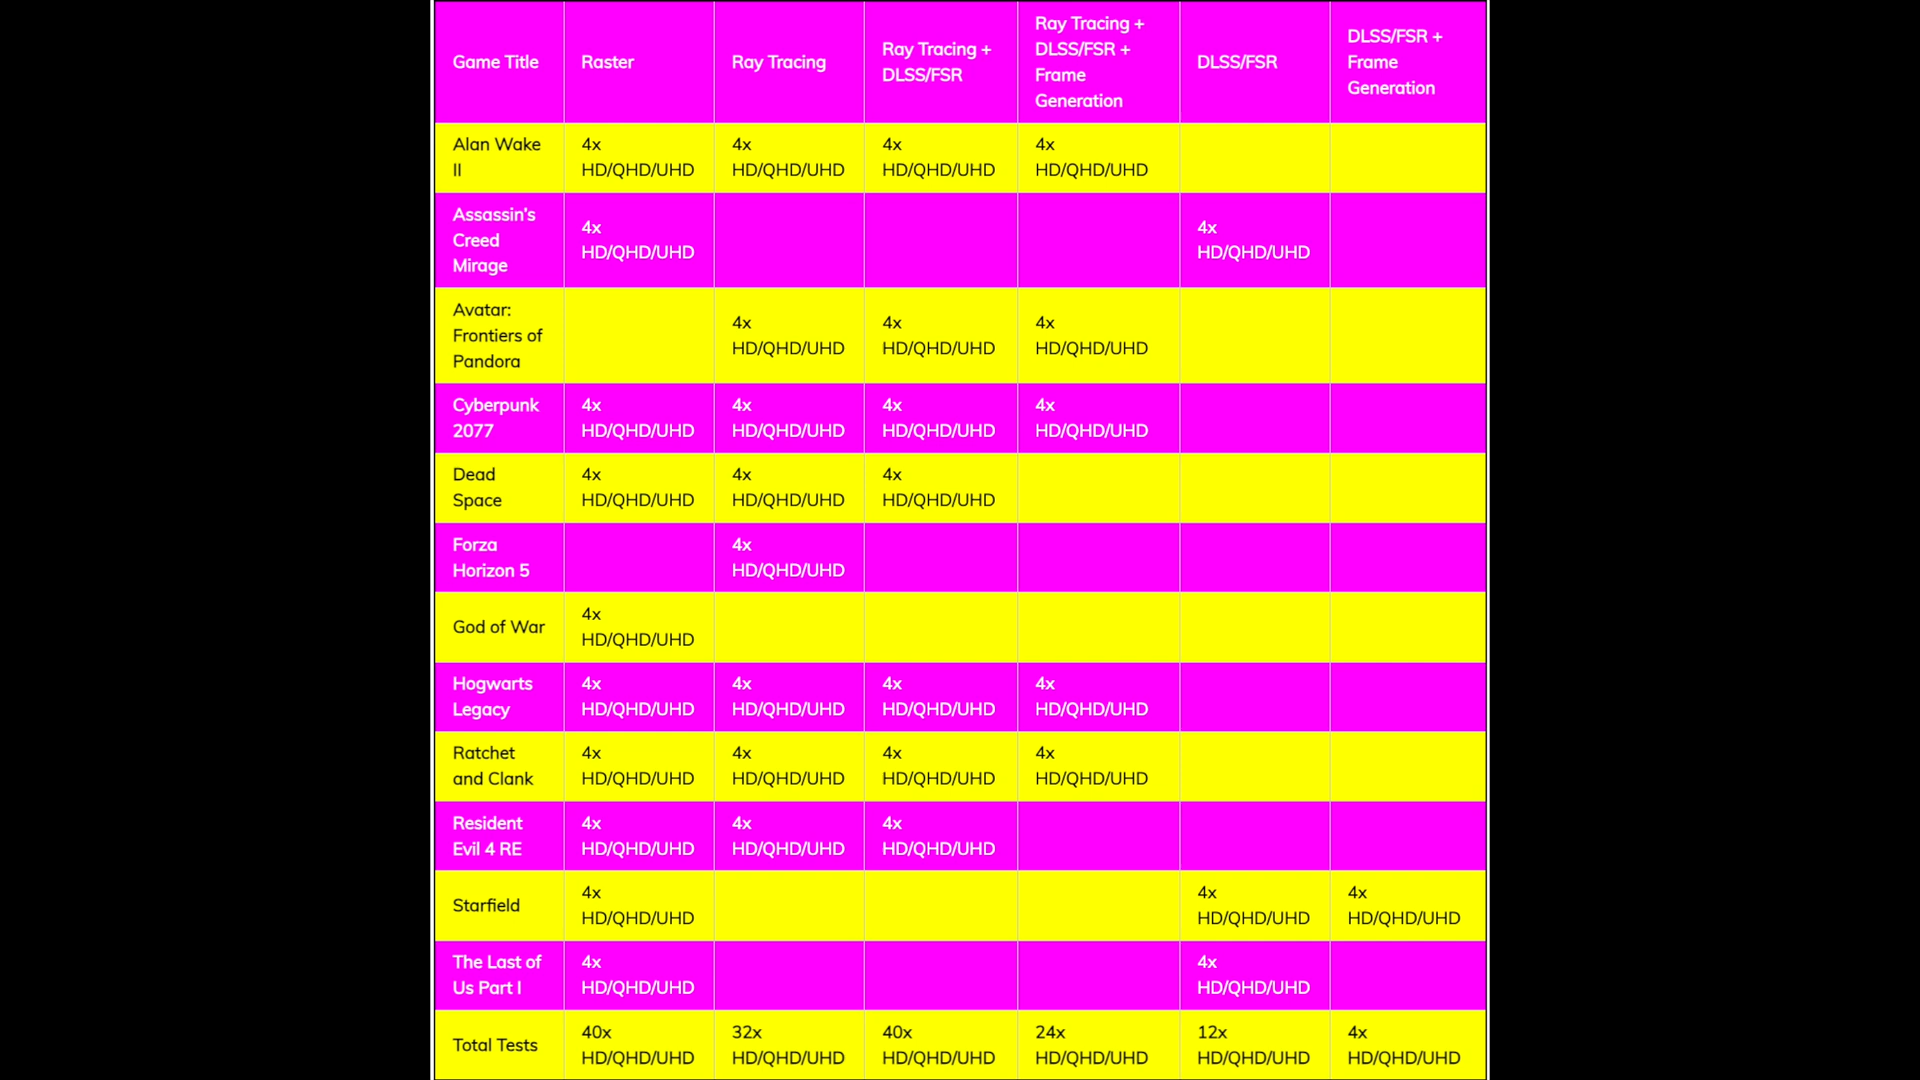 Game Title
Raster
Ray Tracing
Ray Tracing +
DLSS/FSR
Ray Tracing +
DLSS/FSR +
Frame
Generation
DLSS/FSR
DLSS/FSR +
Frame
Generation
Alan Wake
II
4x
HD/QHD/UHD
4x
HD/QHD/UHD
4x
HD/QHD/UHD
4x
HD/QHD/UHD
Assassin's
Creed
Mirage
4x
HD/QHD/UHD
4x
HD/QHD/UHD
Avatar:
Frontiers of
Pandora
4x
HD/QHD/UHD
4x
HD/QHD/UHD
4x
HD/QHD/UHD
Cyberpunk
2077
4x
HD/QHD/UHD
4x
HD/QHD/UHD
4x
HD/QHD/UHD
4x
HD/QHD/UHD
Dead
Space
4x
HD/QHD/UHD
4x
HD/QHD/UHD
4x
HD/QHD/UHD
Forza
Horizon 5
4x
HD/QHD/UHD
God of War
4x
HD/QHD/UHD
Hogwarts
Legacy
4x
HD/QHD/UHD
4x
HD/QHD/UHD
4x
HD/QHD/UHD
4x
HD/QHD/UHD
Ratchet
and Clank
4x
HD/QHD/UHD
4x
HD/QHD/UHD
4x
HD/QHD/UHD
4x
HD/QHD/UHD
Resident
Evil 4 RE
4x
HD/QHD/UHD
4x
HD/QHD/UHD
4x
HD/QHD/UHD
Starfield
4x
HD/QHD/UHD
4x
HD/QHD/UHD
4x
HD/QHD/UHD
The Last of
Us Part I
4x
HD/QHD/UHD
4x
HD/QHD/UHD
Total Tests
40x
HD/QHD/UHD
32x
HD/QHD/UHD
40x
HD/QHD/UHD
24x
HD/QHD/UHD
12x
HD/QHD/UHD
4x
HD/QHD/UHD